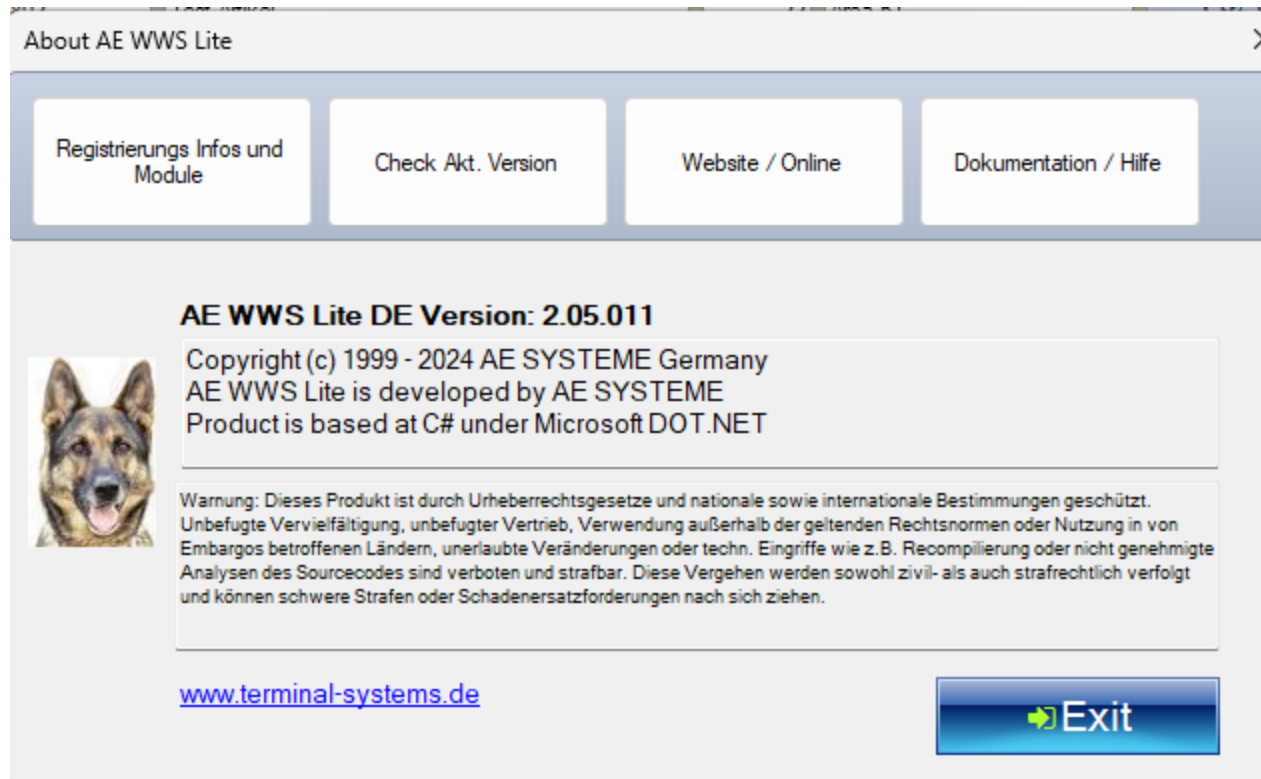 About AE WWS Lite
Registrierungs Infos und
Module
Check Akt. Version
Website / Online
Dokumentation / Hilfe
AE WWS Lite DE Version: 2.05.011
Copyright (c) 1999 - 2024 AE SYSTEME Germany
AE WWS Lite is developed by AE SYSTEME
Product is based at C# under Microsoft DOT.NET
Warnung: Dieses Produkt ist durch Urheberrechtsgesetze und nationale sowie internationale Bestimmungen geschützt.
Unbefugte Vervielfältigung, unbefugter Vertrieb, Verwendung außerhalb der geltenden Rechtsnormen oder Nutzung in von
Embargos betroffenen Ländern, unerlaubte Veränderungen oder techn. Eingriffe wie z.B. Recompilierung oder nicht genehmigte
Analysen des Sourcecodes sind verboten und strafbar. Diese Vergehen werden sowohl zivil- als auch strafrechtlich verfolgt
und können schwere Strafen oder Schadenersatzforderungen nach sich ziehen.
www.terminal-systems.de
Exit